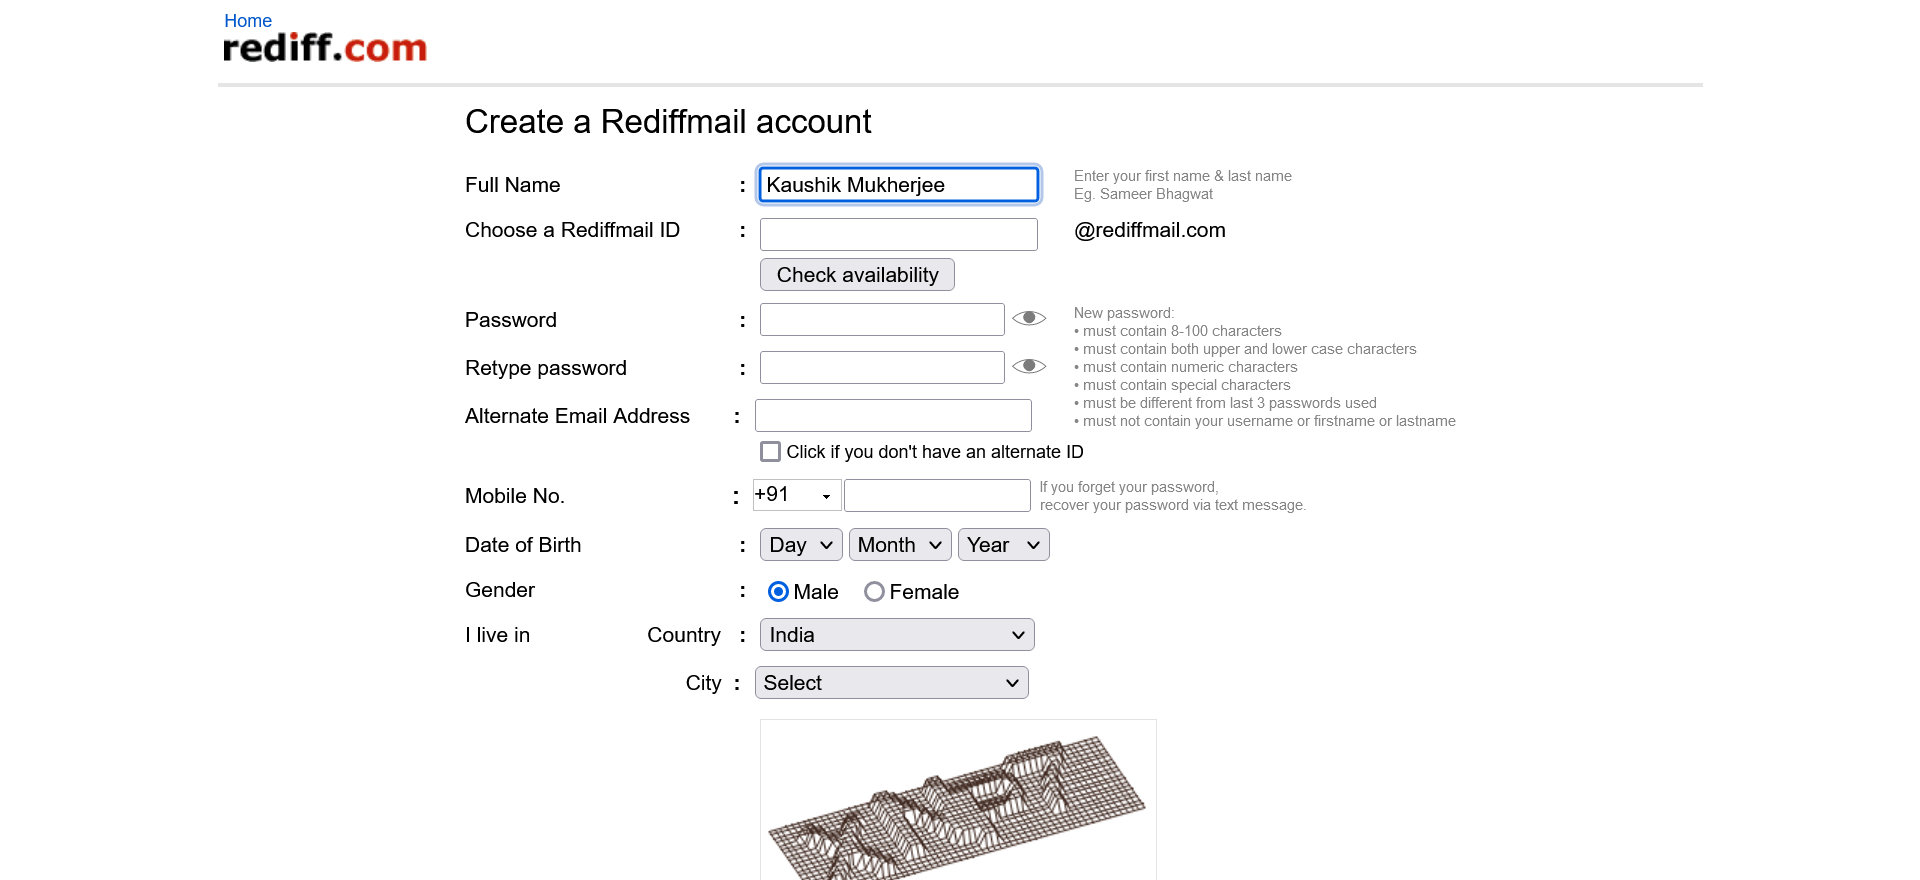 Home
rediff.com
Create a Rediffmail account
Full Name : Kaushik Mukherjee
Enter your first name & last name
Eg. Sameer Bhagwat
Choose a Rediffmail ID : @rediffmail.com
Check availability
Password :
Retype password :
New password:
• must contain 8-100 characters
• must contain both upper and lower case characters
• must contain numeric characters
• must contain special characters
• must be different from last 3 passwords used
• must not contain your username or firstname or lastname
Alternate Email Address :
Click if you don't have an alternate ID
Mobile No. : +91
If you forget your password,
recover your password via text message.
Date of Birth : Day Month Year
Gender : Male Female
I live in Country : India
City : Select